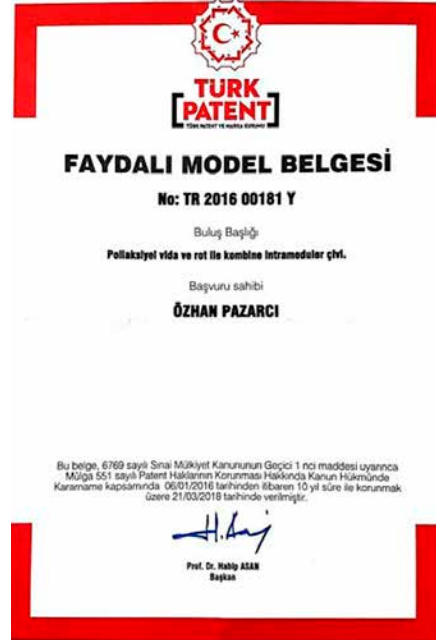 TÜRK
PATENT
TÜRK PATENT VE MARKA KURUMU
FAYDALI MODEL BELGESİ
No: TR 2016 00181 Y
Buluş Başlığı
Poliaksiyel vida ve rot ile kombine intrameduler çivi.
Başvuru sahibi
ÖZHAN PAZARCI
Bu belge, 6769 sayılı Sınai Mülkiyet Kanununun Geçici 1 nci maddesi uyarınca
Mülga 551 sayılı Patent Haklarının Korunması Hakkında Kanun Hükmünde
Kararname kapsamında 06/01/2016 tarihinden itibaren 10 yıl süre ile korunmak
üzere 21/03/2018 tarihinde verilmiştir.
Prof. Dr. Habip ASAN
Başkan